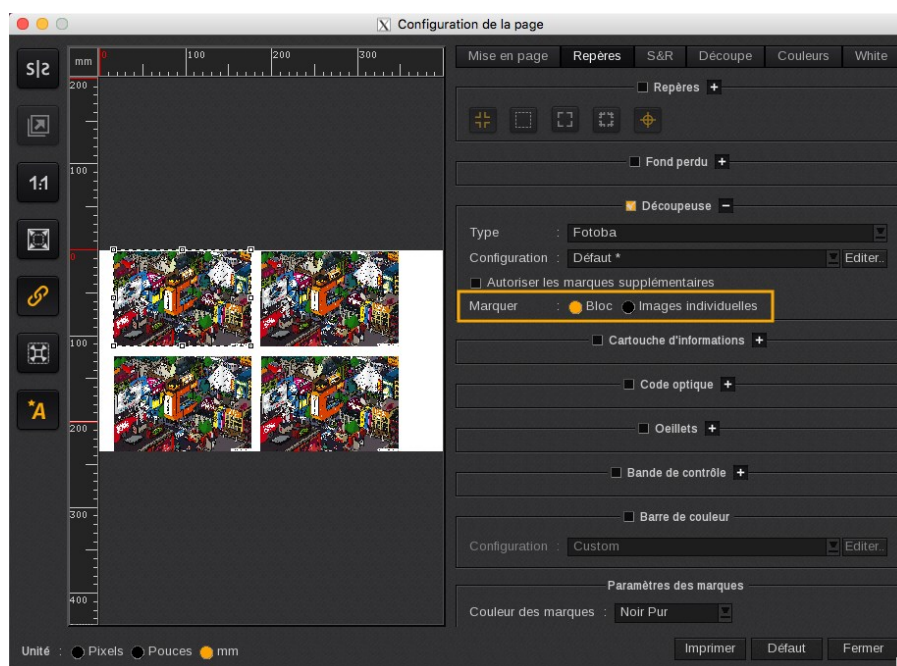 Configuration de la page
mm
0 100 200 300
200
100
0
100
200
300
400
S|S
1:1
*A
Mise en page Repères S&R Découpe Couleurs White
Repères +
Fond perdu +
Découpeuse −
Type : Fotoba
Configuration : Défaut * Editer..
Autoriser les marques supplémentaires
Marquer : Bloc Images individuelles
Cartouche d'informations +
Code optique +
Oeillets +
Bande de contrôle +
Barre de couleur
Configuration : Custom Editer..
Paramètres des marques
Couleur des marques : Noir Pur
Unité : Pixels Pouces mm
Imprimer Défaut Fermer